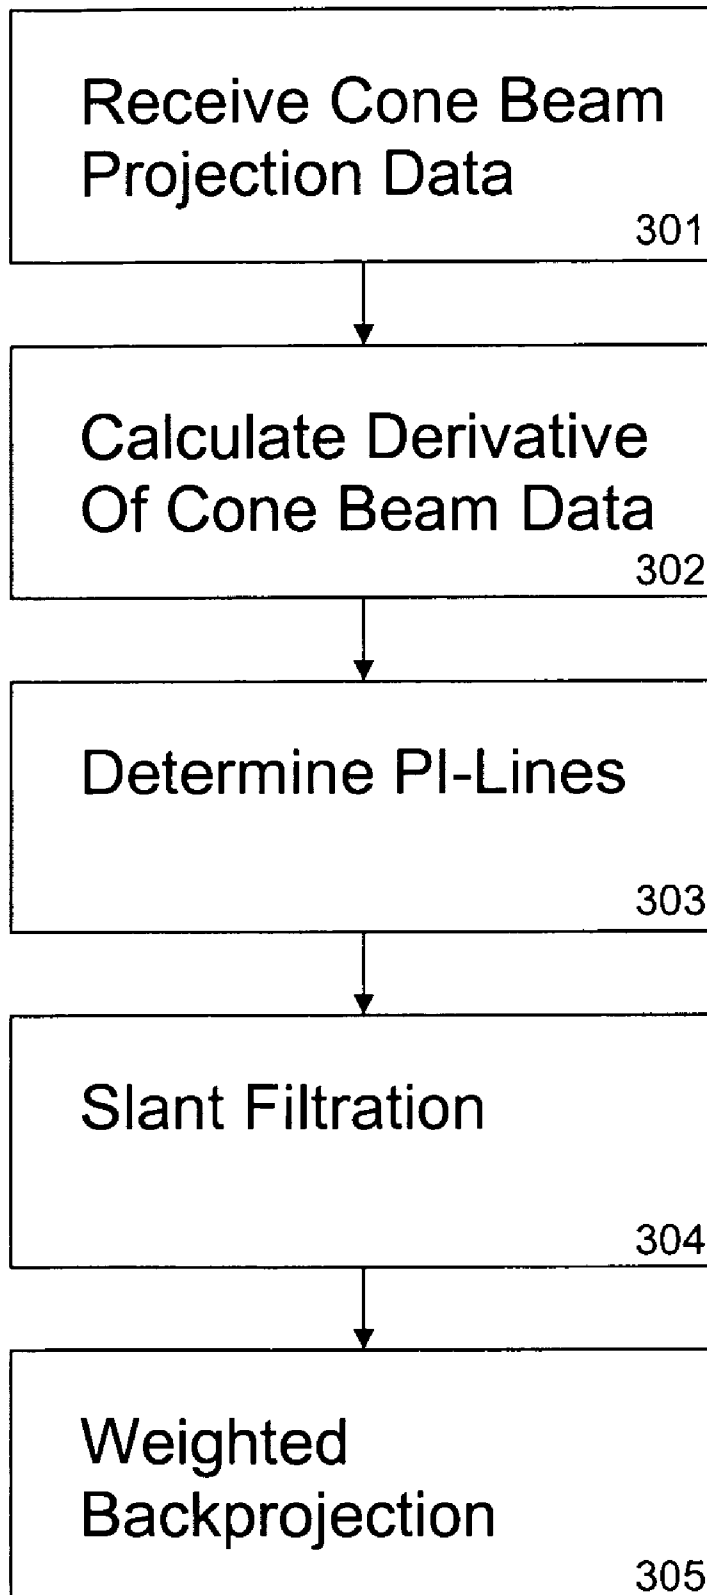 Receive Cone Beam
Projection Data
301
Calculate Derivative
Of Cone Beam Data
302
Determine PI-Lines
303
Slant Filtration
304
Weighted
Backprojection
305